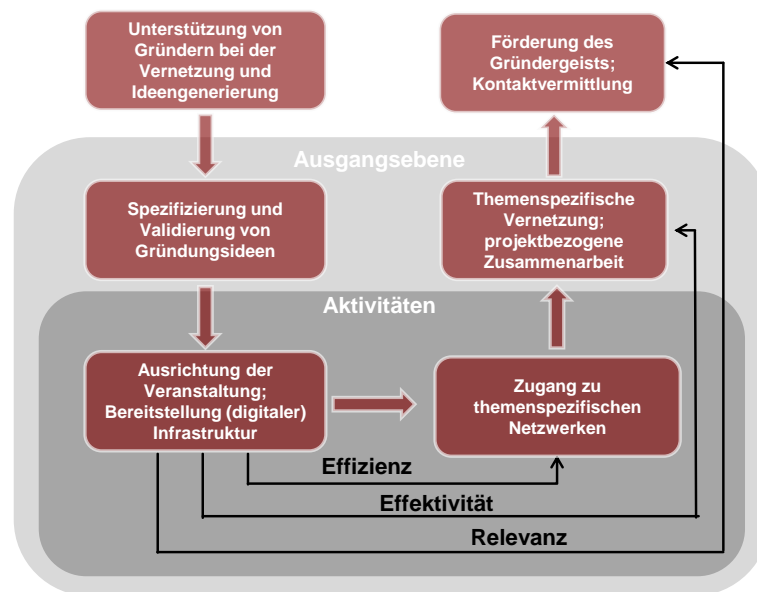 Unterstützung von
Gründern bei der
Vernetzung und
Ideengenerierung
Förderung des
Gründergeists;
Kontaktvermittlung
Ausgangsebene
Spezifizierung und
Validierung von
Gründungsideen
Themenspezifische
Vernetzung;
projektbezogene
Zusammenarbeit
Aktivitäten
Ausrichtung der
Veranstaltung;
Bereitstellung (digitaler)
Infrastruktur
Zugang zu
themenspezifischen
Netzwerken
Effizienz
Effektivität
Relevanz